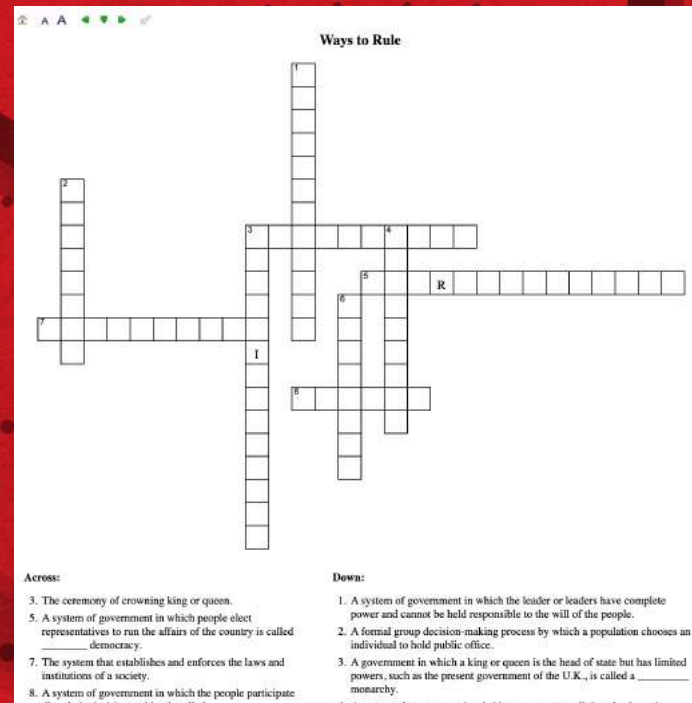 A A
Ways to Rule
1
2
3
4
5
R
6
7
I
8
Across:
3. The ceremony of crowning king or queen.
5. A system of government in which people elect
representatives to run the affairs of the country is called
________ democracy.
7. The system that establishes and enforces the laws and
institutions of a society.
8. A system of government in which the people participate
Down:
1. A system of government in which the leader or leaders have complete
power and cannot be held responsible to the will of the people.
2. A formal group decision-making process by which a population chooses an
individual to hold public office.
3. A government in which a king or queen is the head of state but has limited
powers, such as the present government of the U.K., is called a ________
monarchy.